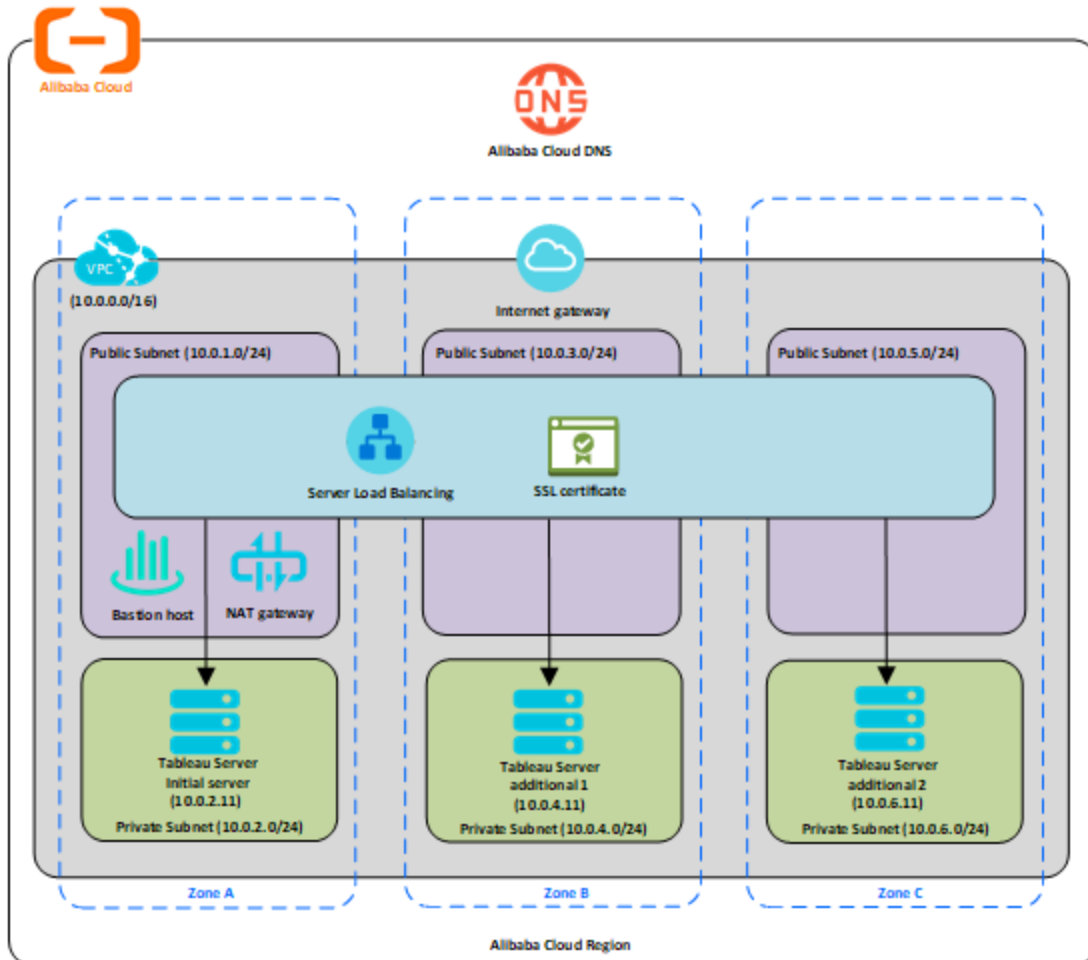 Alibaba Cloud
DNS
Alibaba Cloud DNS
VPC
(10.0.0.0/16)
Internet gateway
Public Subnet (10.0.1.0/24)
Public Subnet (10.0.3.0/24)
Public Subnet (10.0.5.0/24)
Server Load Balancing
SSL certificate
Bastion host
NAT gateway
Tableau Server
Initial server
(10.0.2.11)
Private Subnet (10.0.2.0/24)
Tableau Server
additional 1
(10.0.4.11)
Private Subnet (10.0.4.0/24)
Tableau Server
additional 2
(10.0.6.11)
Private Subnet (10.0.6.0/24)
Zone A
Zone B
Zone C
Alibaba Cloud Region